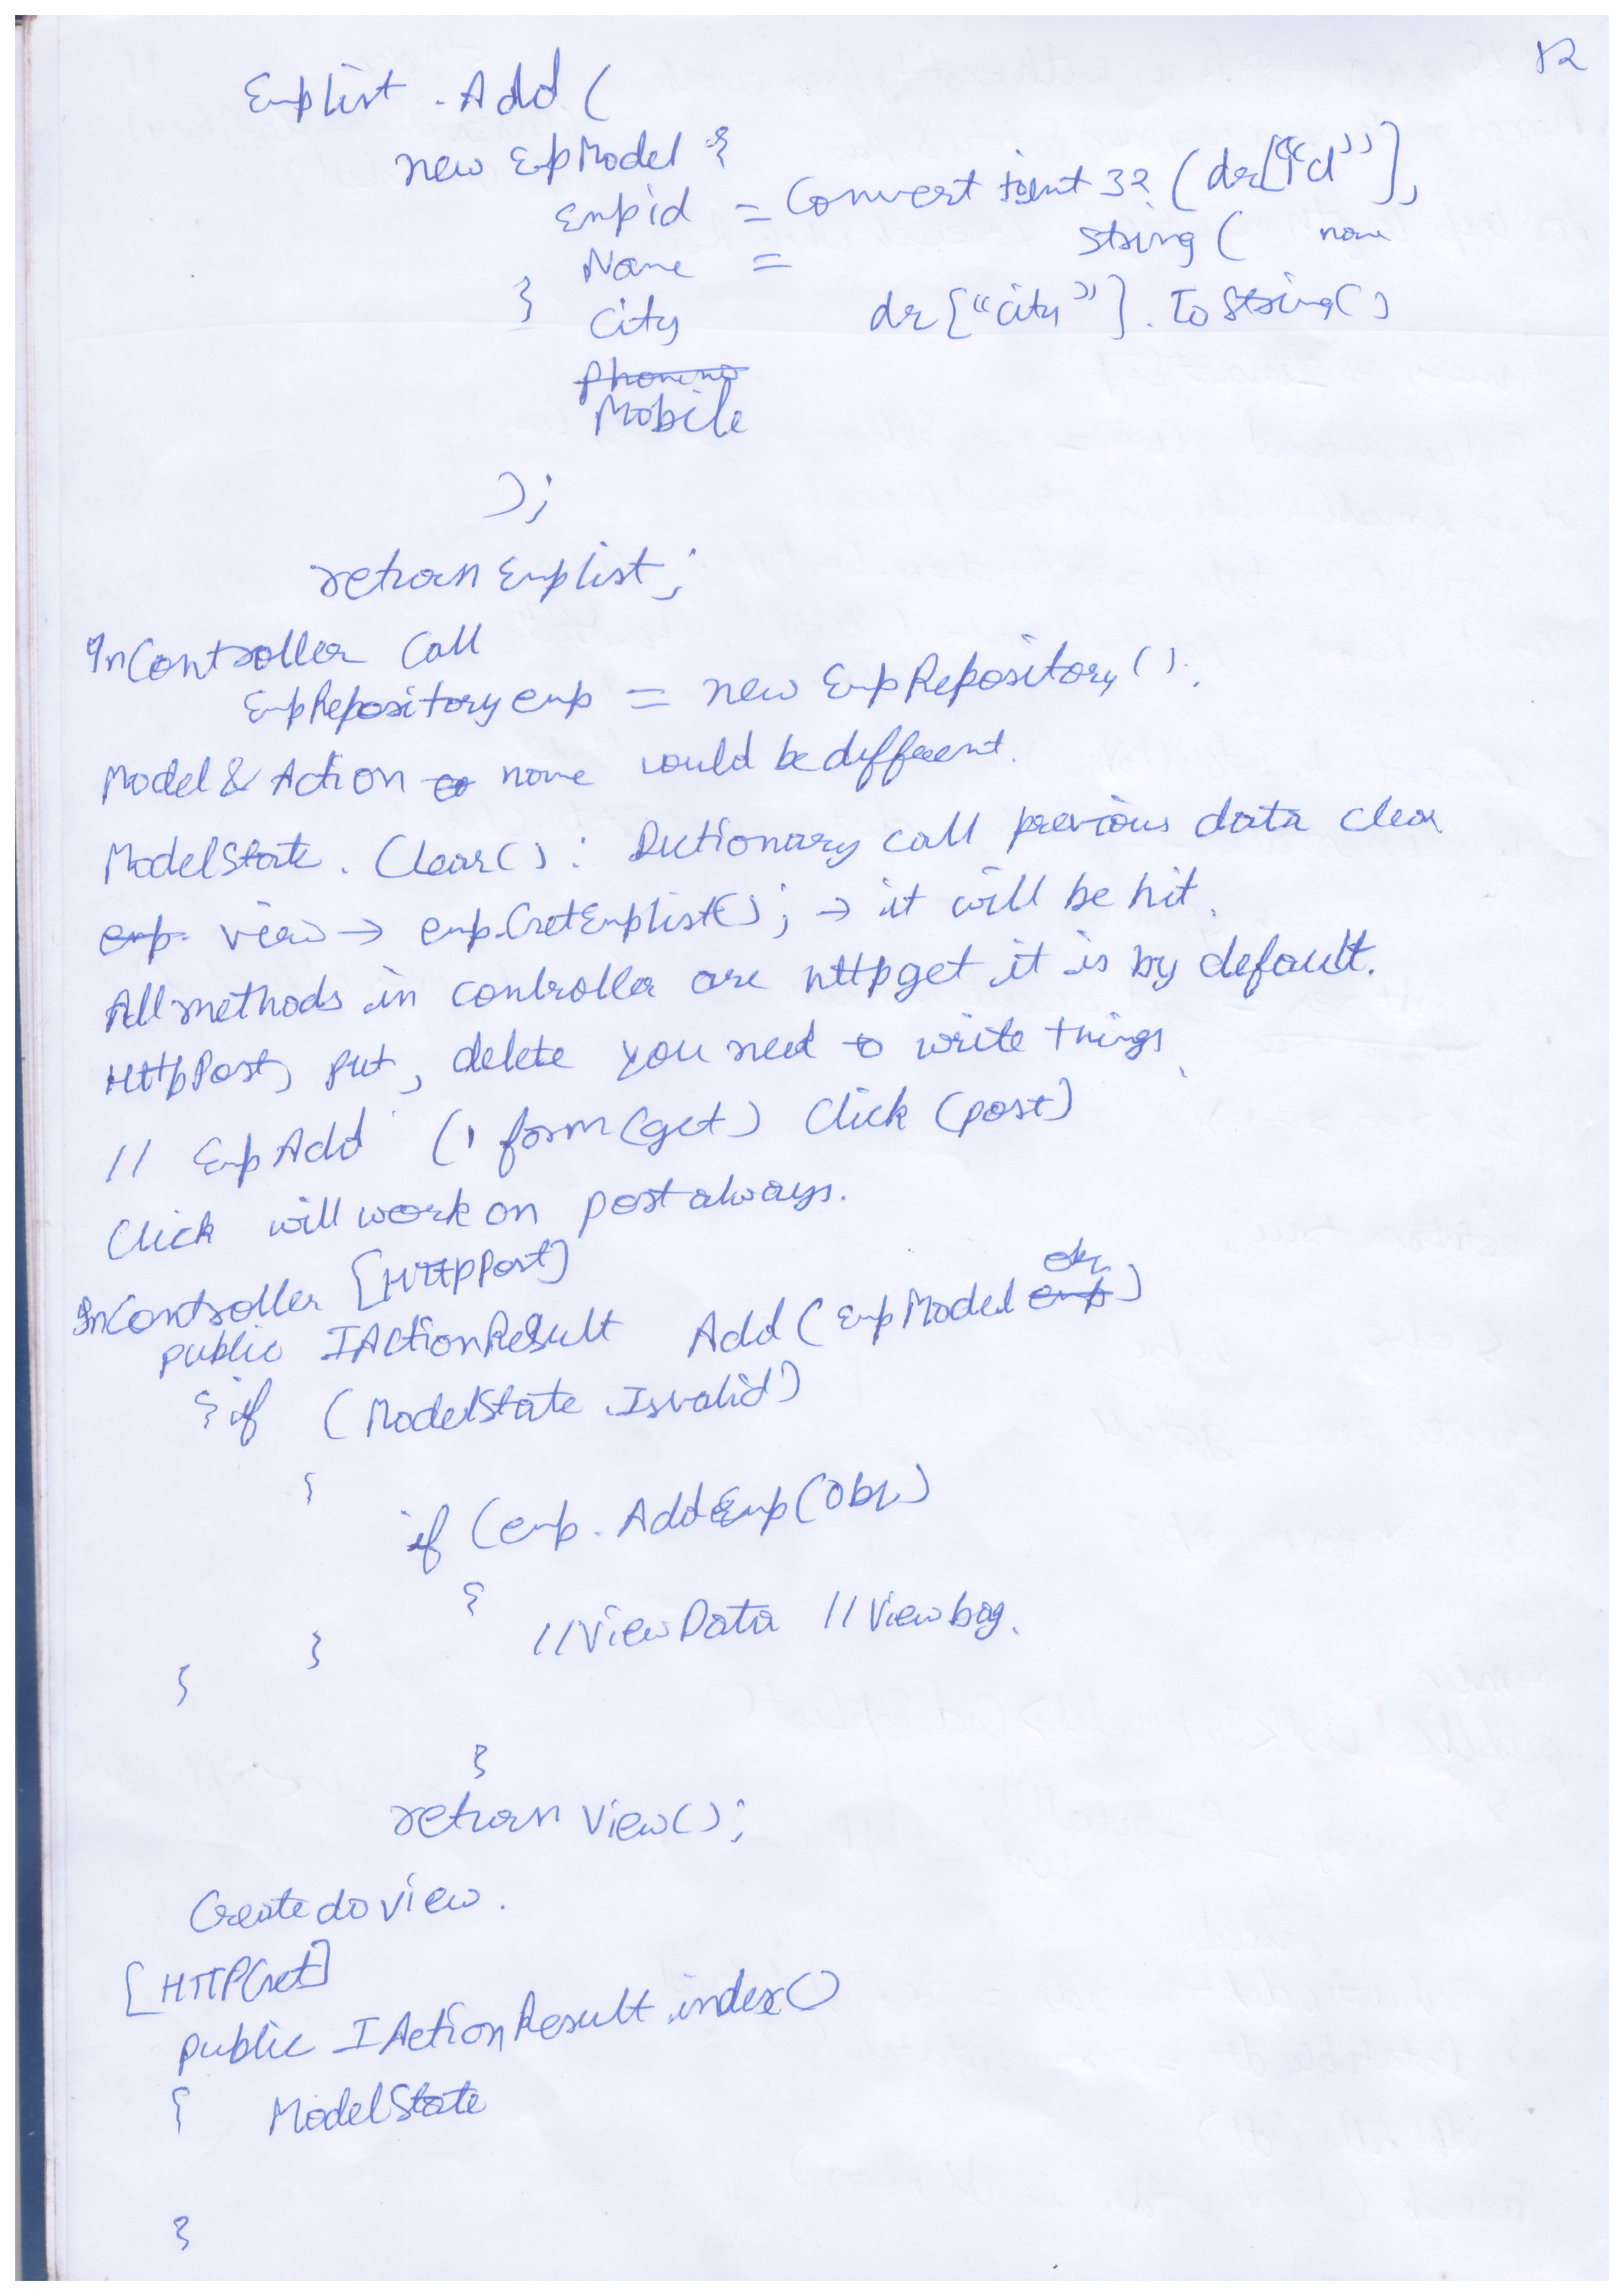 12
Emplist . Add (
new EmpModel {
Empid = Convert toint 32 (dr["id"],
Name = string ( name
} City dr["city"] . ToString()
Phoneno
Mobile
);
return Emplist;
InController Call
EmpRepository emp = new EmpRepository();
Model & Action name would be different.
ModelState . Clear() : Dictionary call previous data clear
emp. view → emp.GetEmplist(); → it will be hit.
All methods in controller are httpget it is by default.
HttpPost, put, delete you need to write things.
// EmpAdd (1 form (get) Click (post)
Click will work on post always.
InController [HttpPost]
public IActionResult Add (EmpModel emp obj)
{ if (ModelState .Isvalid)
{
if (emp. AddEmp(obj)
{
//ViewData //Viewbag.
}
}
}
return View();
Create do view.
[HTTPGet]
public IActionResult index()
{ ModelState
}